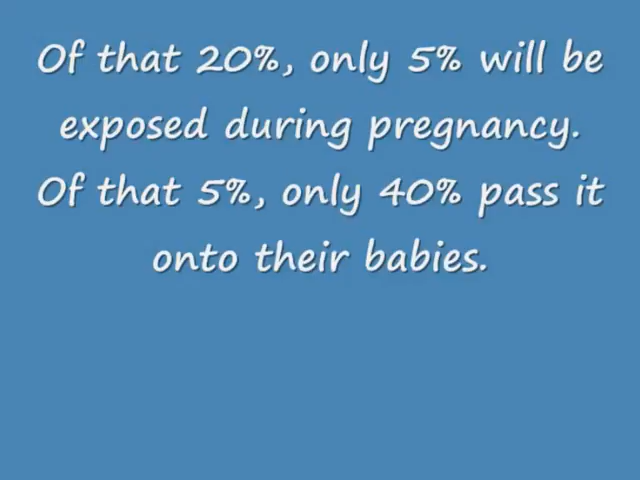 Of that 20%, only 5% will be
exposed during pregnancy.
Of that 5%, only 40% pass it
onto their babies.